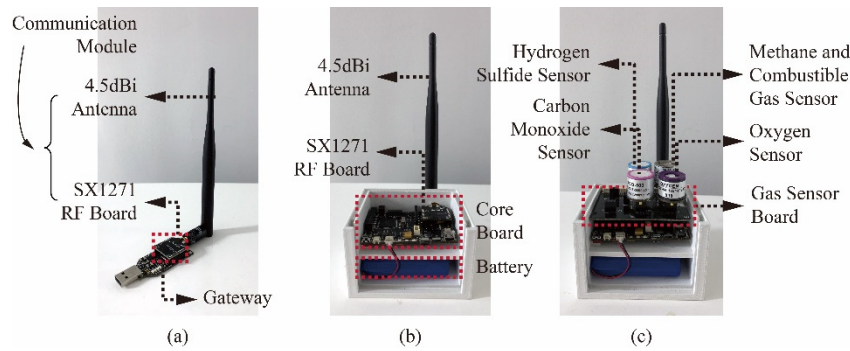 Communication
Module
4.5dBi
Antenna
SX1271
RF Board
Gateway
(a)
4.5dBi
Antenna
SX1271
RF Board
Core
Board
Battery
(b)
Hydrogen
Sulfide Sensor
Carbon
Monoxide
Sensor
Methane and
Combustible
Gas Sensor
Oxygen
Sensor
Gas Sensor
Board
(c)